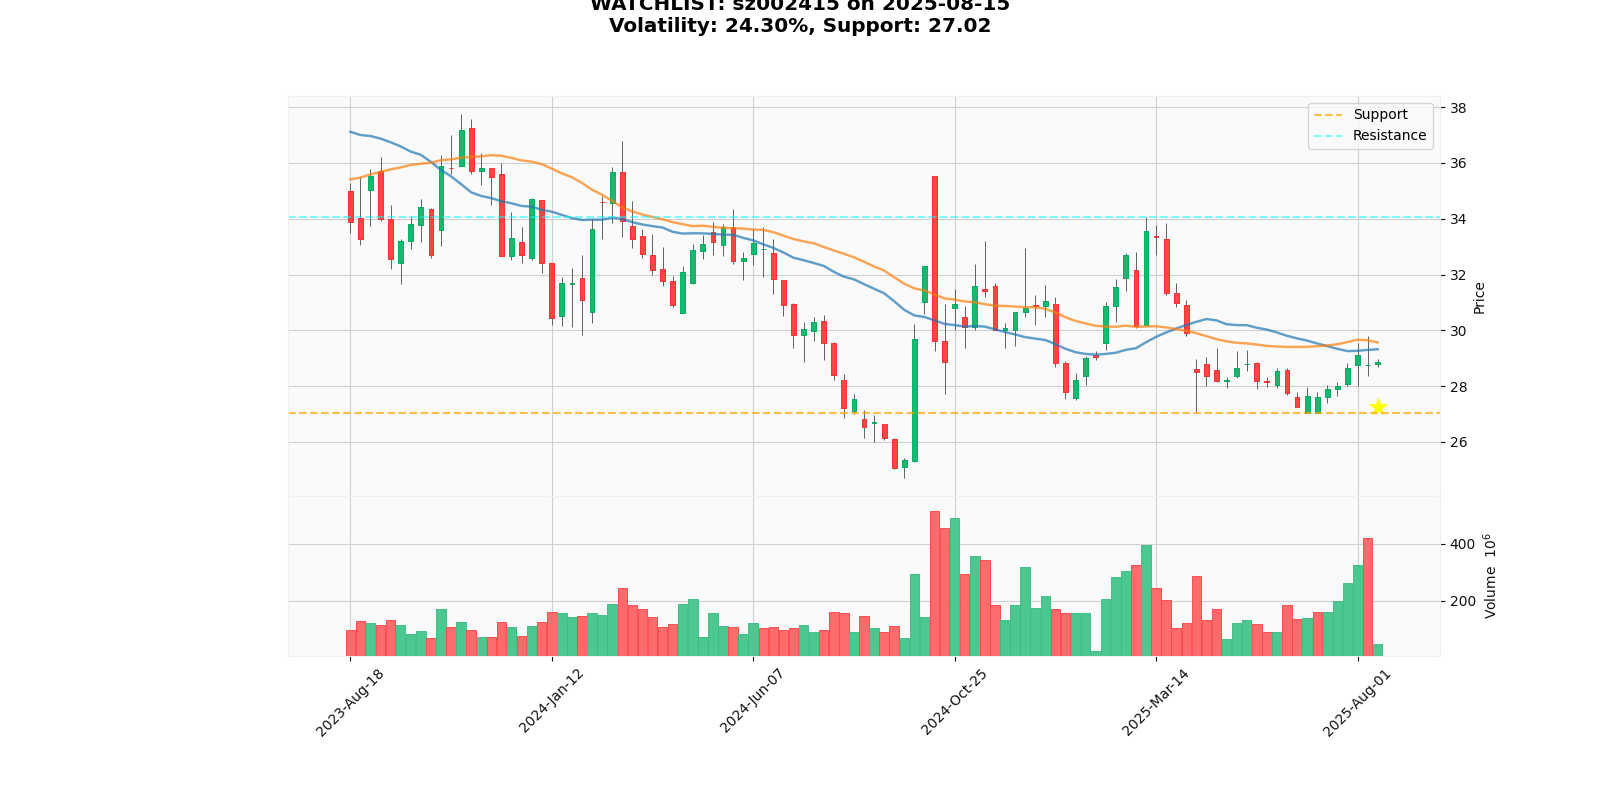 WATCHLIST: sz002415 on 2025-08-15
Volatility: 24.30%, Support: 27.02
Support
Resistance
38
36
34
32
30
28
26
Price
400
200
Volume 10⁶
2023-Aug-18
2024-Jan-12
2024-Jun-07
2024-Oct-25
2025-Mar-14
2025-Aug-01